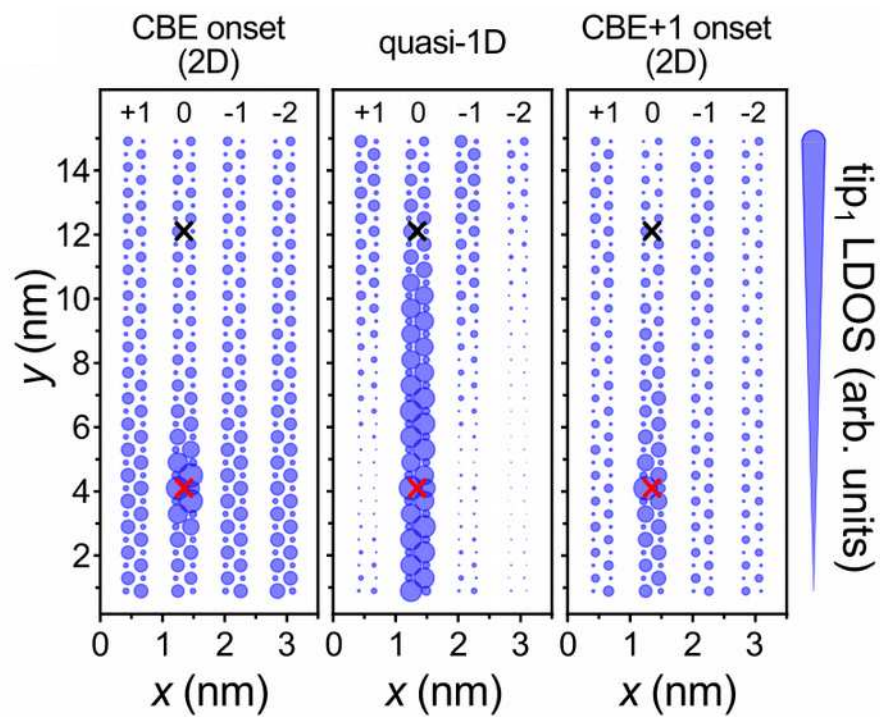 CBE onset
(2D)
quasi-1D
CBE+1 onset
(2D)
+1 0 -1 -2
+1 0 -1 -2
+1 0 -1 -2
14
12
10
8
6
4
2
y (nm)
0 1 2 3
0 1 2 3
0 1 2 3
x (nm)
x (nm)
x (nm)
tip₁ LDOS (arb. units)